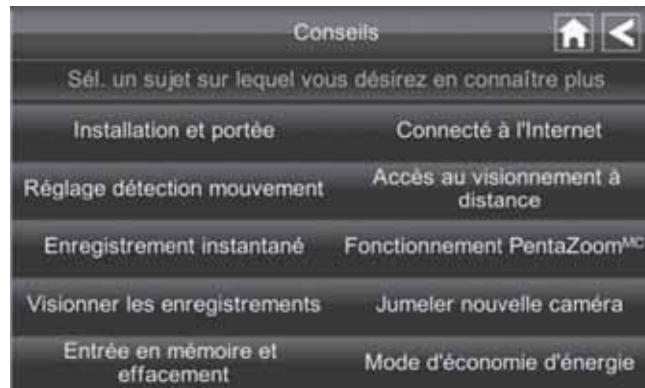 Conseils
Sél. un sujet sur lequel vous désirez en connaître plus
Installation et portée
Connecté à l'Internet
Réglage détection mouvement
Accès au visionnement à
distance
Enregistrement instantané
Fonctionnement PentaZoomMC
Visionner les enregistrements
Jumeler nouvelle caméra
Entrée en mémoire et
effacement
Mode d'économie d'énergie